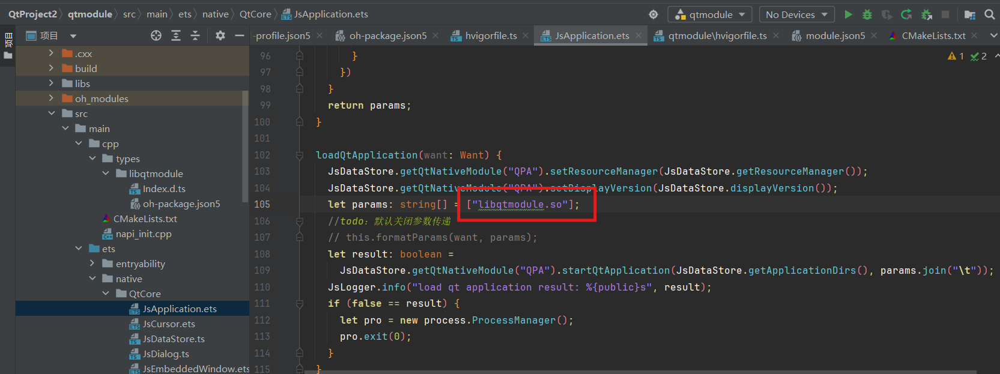 QtProject2 qtmodule src main ets native QtCore JsApplication.ets qtmodule No Devices
项目
项目
-profile.json5 oh-package.json5 hvigorfile.ts JsApplication.ets qtmodule\hvigorfile.ts module.json5 CMakeLists.txt
.cxx
build
libs
oh_modules
src
main
cpp
types
libqtmodule
Index.d.ts
oh-package.json5
CMakeLists.txt
napi_init.cpp
ets
entryability
native
QtCore
JsApplication.ets
JsCursor.ets
JsDataStore.ts
JsDialog.ts
JsEmbeddedWindow.ets
1 2
96 }
97 })
98 }
99 return params;
100 }
101
102 loadQtApplication(want: Want) {
103 JsDataStore.getQtNativeModule("QPA").setResourceManager(JsDataStore.getResourceManager());
104 JsDataStore.getQtNativeModule("QPA").setDisplayVersion(JsDataStore.displayVersion());
105 let params: string[] = ["libqtmodule.so"];
106 //todo: 默认关闭参数传递
107 // this.formatParams(want, params);
108 let result: boolean =
109 JsDataStore.getQtNativeModule("QPA").startQtApplication(JsDataStore.getApplicationDirs(), params.join("\t"));
110 JsLogger.info("load qt application result: %{public}s", result);
111 if (false == result) {
112 let pro = new process.ProcessManager();
113 pro.exit(0);
114 }
115 }